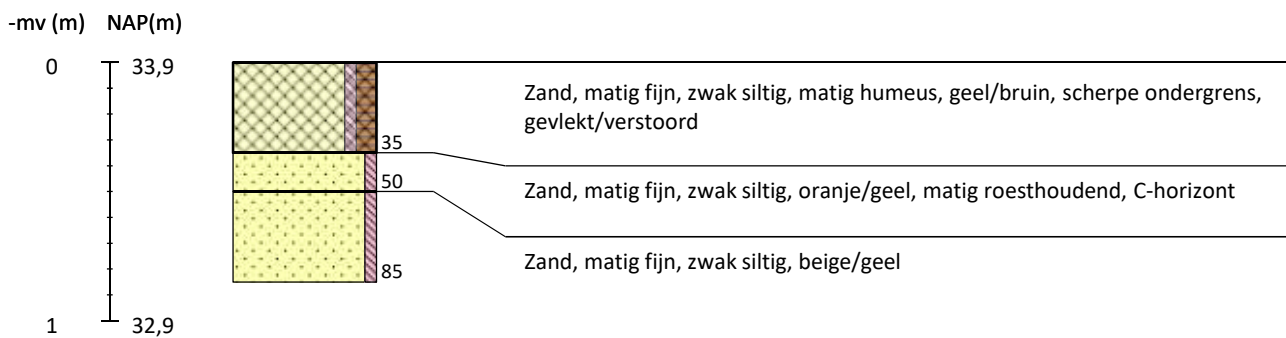 -mv (m) NAP(m)
0 33,9
Zand, matig fijn, zwak siltig, matig humeus, geel/bruin, scherpe ondergrens,
gevlekt/verstoord
35
Zand, matig fijn, zwak siltig, oranje/geel, matig roesthoudend, C-horizont
50
Zand, matig fijn, zwak siltig, beige/geel
85
1 32,9